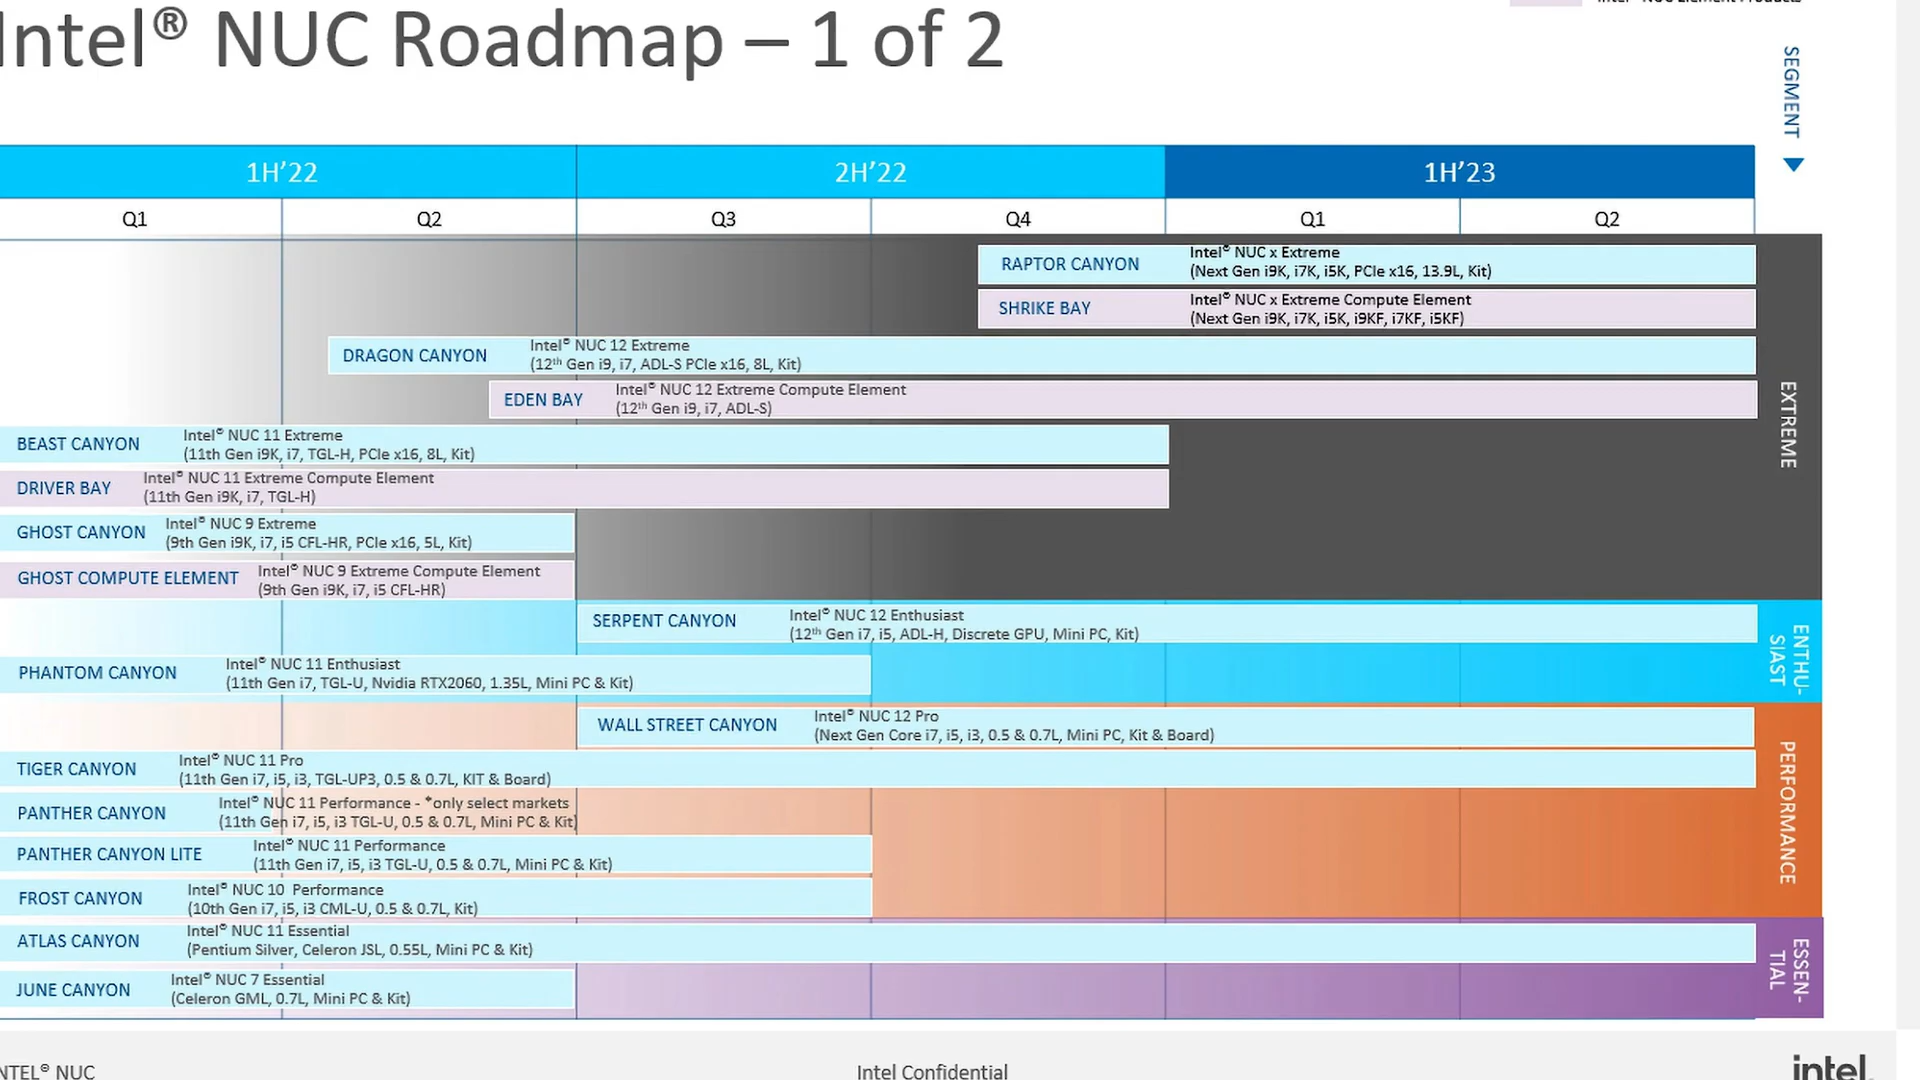 Intel® NUC Roadmap – 1 of 2
SEGMENT
1H’22
2H’22
1H’23
Q1
Q2
Q3
Q4
Q1
Q2
RAPTOR CANYON
Intel® NUC x Extreme
(Next Gen i9K, i7K, i5K, PCIe x16, 13.9L, Kit)
SHRIKE BAY
Intel® NUC x Extreme Compute Element
(Next Gen i9K, i7K, i5K, i9KF, i7KF, i5KF)
DRAGON CANYON
Intel® NUC 12 Extreme
(12th Gen i9, i7, ADL-S PCIe x16, 8L, Kit)
EDEN BAY
Intel® NUC 12 Extreme Compute Element
(12th Gen i9, i7, ADL-S)
BEAST CANYON
Intel® NUC 11 Extreme
(11th Gen i9K, i7, TGL-H, PCIe x16, 8L, Kit)
DRIVER BAY
Intel® NUC 11 Extreme Compute Element
(11th Gen i9K, i7, TGL-H)
GHOST CANYON
Intel® NUC 9 Extreme
(9th Gen i9K, i7, i5 CFL-HR, PCIe x16, 5L, Kit)
GHOST COMPUTE ELEMENT
Intel® NUC 9 Extreme Compute Element
(9th Gen i9K, i7, i5 CFL-HR)
EXTREME
SERPENT CANYON
Intel® NUC 12 Enthusiast
(12th Gen i7, i5, ADL-H, Discrete GPU, Mini PC, Kit)
PHANTOM CANYON
Intel® NUC 11 Enthusiast
(11th Gen i7, TGL-U, Nvidia RTX2060, 1.35L, Mini PC & Kit)
ENTHU-
SIAST
WALL STREET CANYON
Intel® NUC 12 Pro
(Next Gen Core i7, i5, i3, 0.5 & 0.7L, Mini PC, Kit & Board)
TIGER CANYON
Intel® NUC 11 Pro
(11th Gen i7, i5, i3, TGL-UP3, 0.5 & 0.7L, KIT & Board)
PANTHER CANYON
Intel® NUC 11 Performance - *only select markets
(11th Gen i7, i5, i3 TGL-U, 0.5 & 0.7L, Mini PC & Kit)
PANTHER CANYON LITE
Intel® NUC 11 Performance
(11th Gen i7, i5, i3 TGL-U, 0.5 & 0.7L, Mini PC & Kit)
FROST CANYON
Intel® NUC 10 Performance
(10th Gen i7, i5, i3 CML-U, 0.5 & 0.7L, Kit)
PERFORMANCE
ATLAS CANYON
Intel® NUC 11 Essential
(Pentium Silver, Celeron JSL, 0.55L, Mini PC & Kit)
JUNE CANYON
Intel® NUC 7 Essential
(Celeron GML, 0.7L, Mini PC & Kit)
ESSEN-
TIAL
NTEL® NUC
Intel Confidential
intel.